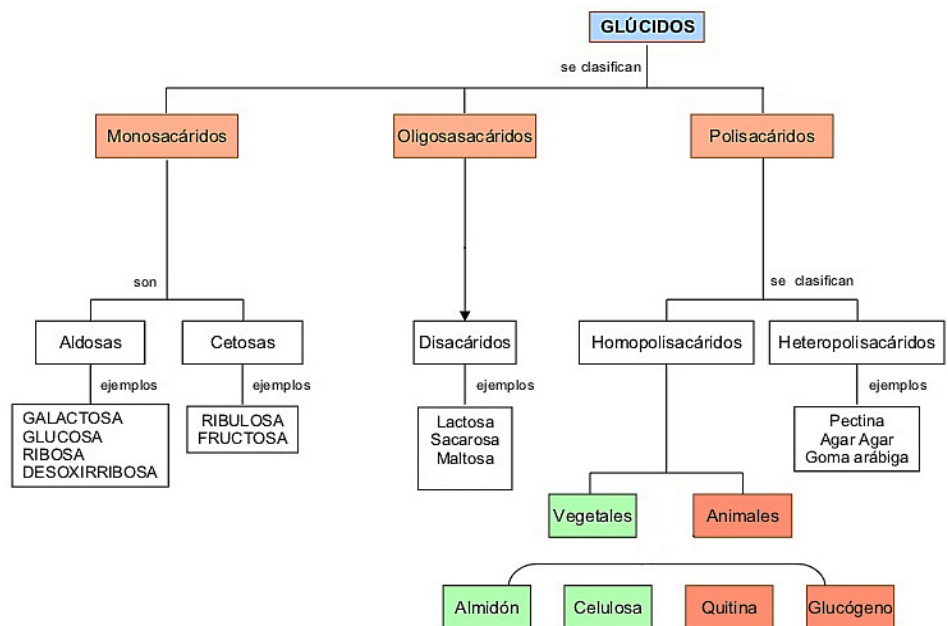 GLÚCIDOS
se clasifican
Monosacáridos
Oligosasacáridos
Polisacáridos
son
se clasifican
Aldosas
Cetosas
Disacáridos
Homopolisacáridos
Heteropolisacáridos
ejemplos
ejemplos
ejemplos
ejemplos
GALACTOSA
GLUCOSA
RIBOSA
DESOXIRRIBOSA
RIBULOSA
FRUCTOSA
Lactosa
Sacarosa
Maltosa
Pectina
Agar Agar
Goma arábiga
Vegetales
Animales
Almidón
Celulosa
Quitina
Glucógeno